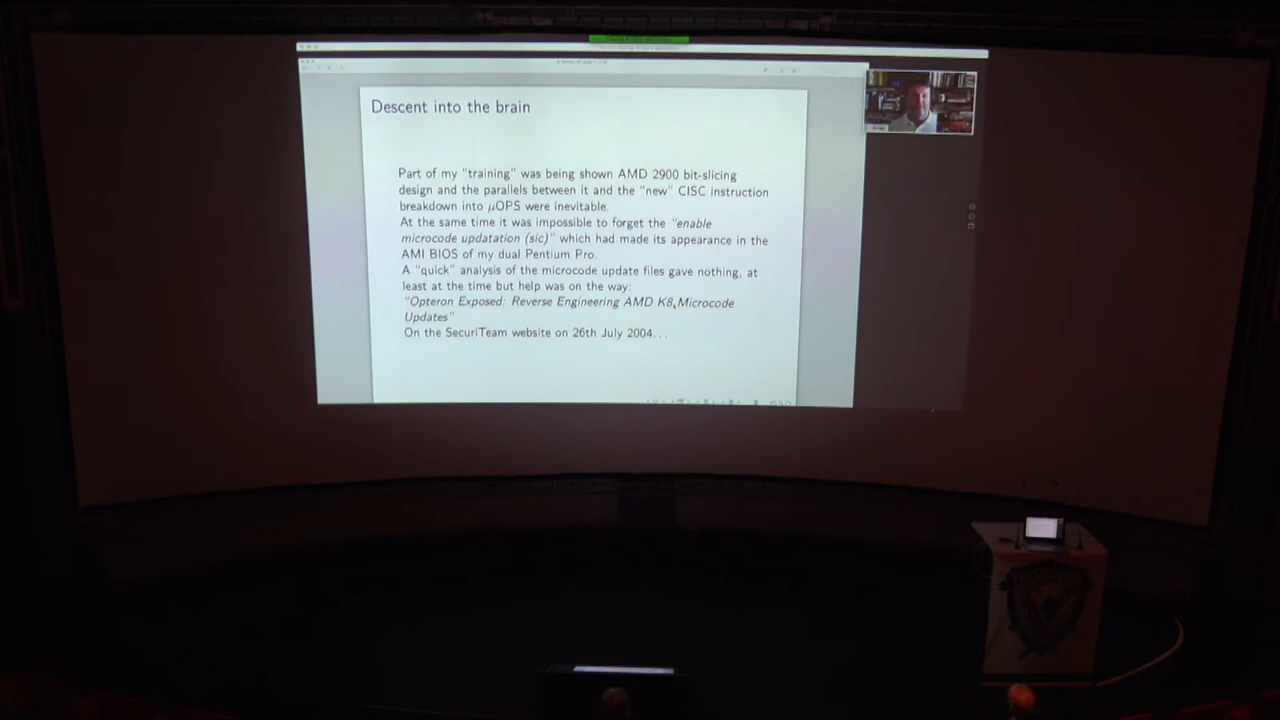 Descent into the brain
Part of my "training" was being shown AMD 2900 bit-slicing
design and the parallels between it and the "new" CISC instruction
breakdown into μOPS were inevitable.
At the same time it was impossible to forget the "enable
microcode updatation (sic)" which had made its appearance in the
AMI BIOS of my dual Pentium Pro.
A "quick" analysis of the microcode update files gave nothing, at
least at the time but help was on the way:
"Opteron Exposed: Reverse Engineering AMD K8 Microcode
Updates"
On the SecuriTeam website on 26th July 2004...